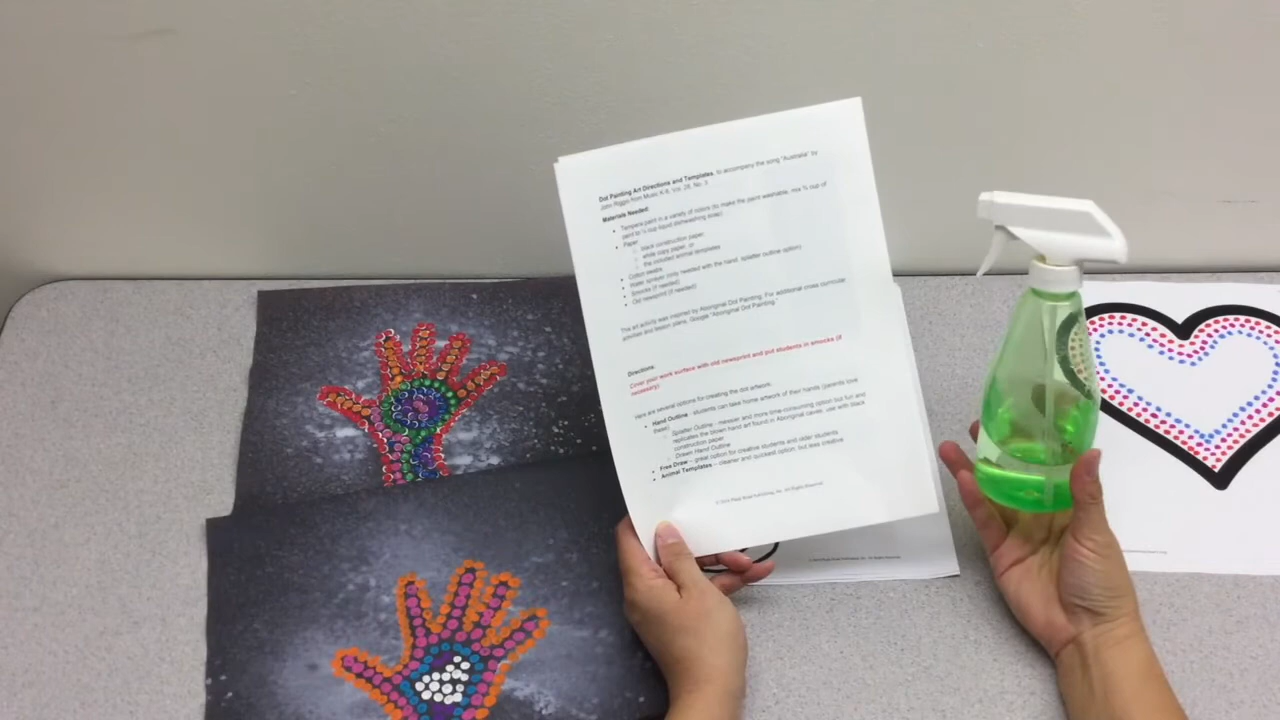 Dot Painting Art Directions and Templates, to accompany the song "Australia" by
John Riggio from Music K-8, Vol. 28, No. 3
Materials Needed:
• Tempera paint in a variety of colors (to make the paint washable, mix ¾ cup of
paint to ¼ cup liquid dishwashing soap)
• Paper
○ black construction paper
○ white copy paper, or
○ the included animal templates
• Cotton swabs
• Water sprayer (only needed with the hand, splatter outline option)
• Smocks (if needed)
• Old newsprint (if needed)
This art activity was inspired by Aboriginal Dot Painting. For additional cross curricular
activities and lesson plans, Google "Aboriginal Dot Painting."
Directions:
Cover your work surface with old newsprint and put students in smocks (if
necessary)
Here are several options for creating the dot artwork.
• Hand Outline - students can take home artwork of their hands (parents love
these)
○ Splatter Outline - messier and more time-consuming option but fun and
replicates the blown hand art found in Aboriginal caves, use with black
construction paper
○ Drawn Hand Outline
• Free Draw – great option for creative students and older students
• Animal Templates – cleaner and quickest option, but less creative
All Rights Reserved